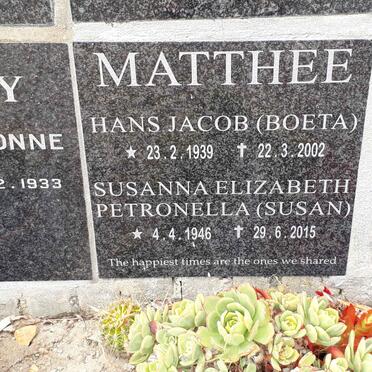 MATTHEE
HANS JACOB (BOETA)
★ 23.2.1939 ✝ 22.3.2002
SUSANNA ELIZABETH
PETRONELLA (SUSAN)
★ 4.4.1946 ✝ 29.6.2015
The happiest times are the ones we shared
Y
ONNE
2.1933